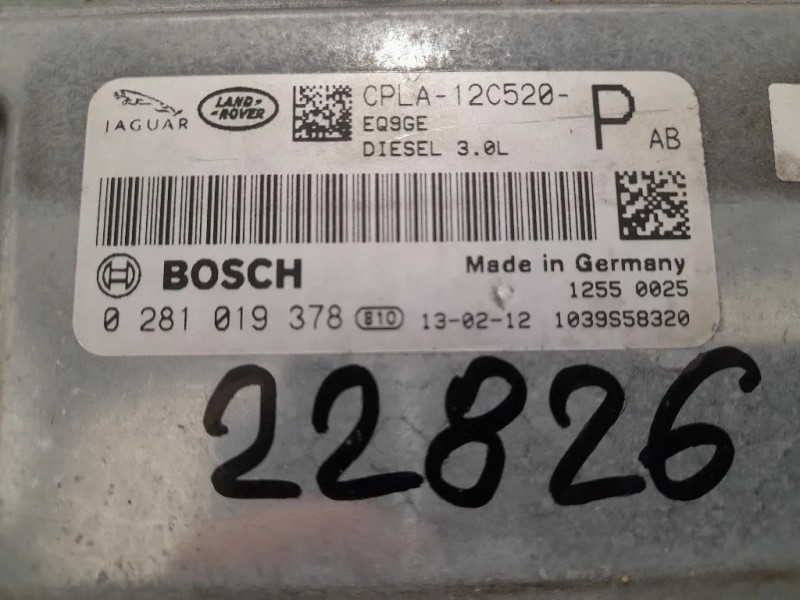 JAGUAR
LAND-
-ROVER
CPLA-12C520-
P
AB
EQ9GE
DIESEL 3.0L
BOSCH
Made in Germany
1255 0025
0 281 019 378 810 13-02-12 1039S58320
22826